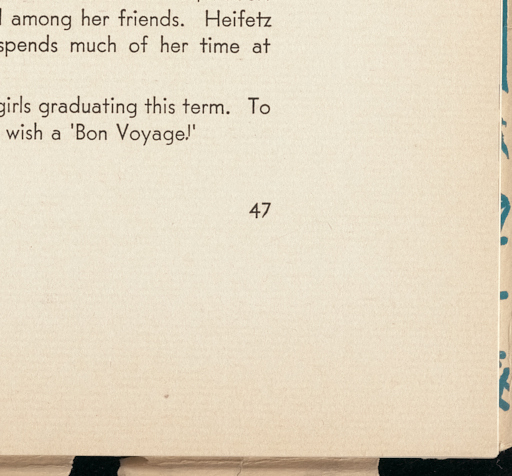 among her friends. Heifetz
spends much of her time at
girls graduating this term. To
wish a 'Bon Voyage!'
47